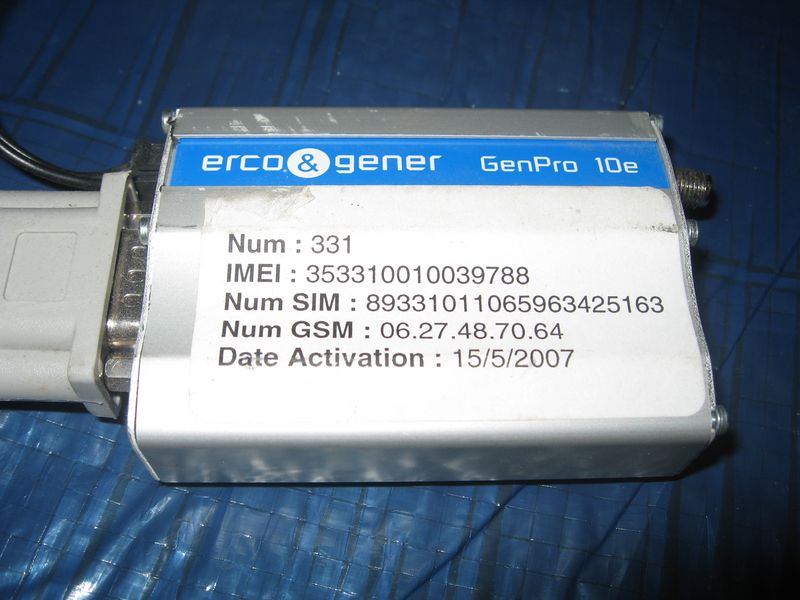 erco & gener GenPro 10e
Num : 331
IMEI : 353310010039788
Num SIM : 89331011065963425163
Num GSM : 06.27.48.70.64
Date Activation : 15/5/2007